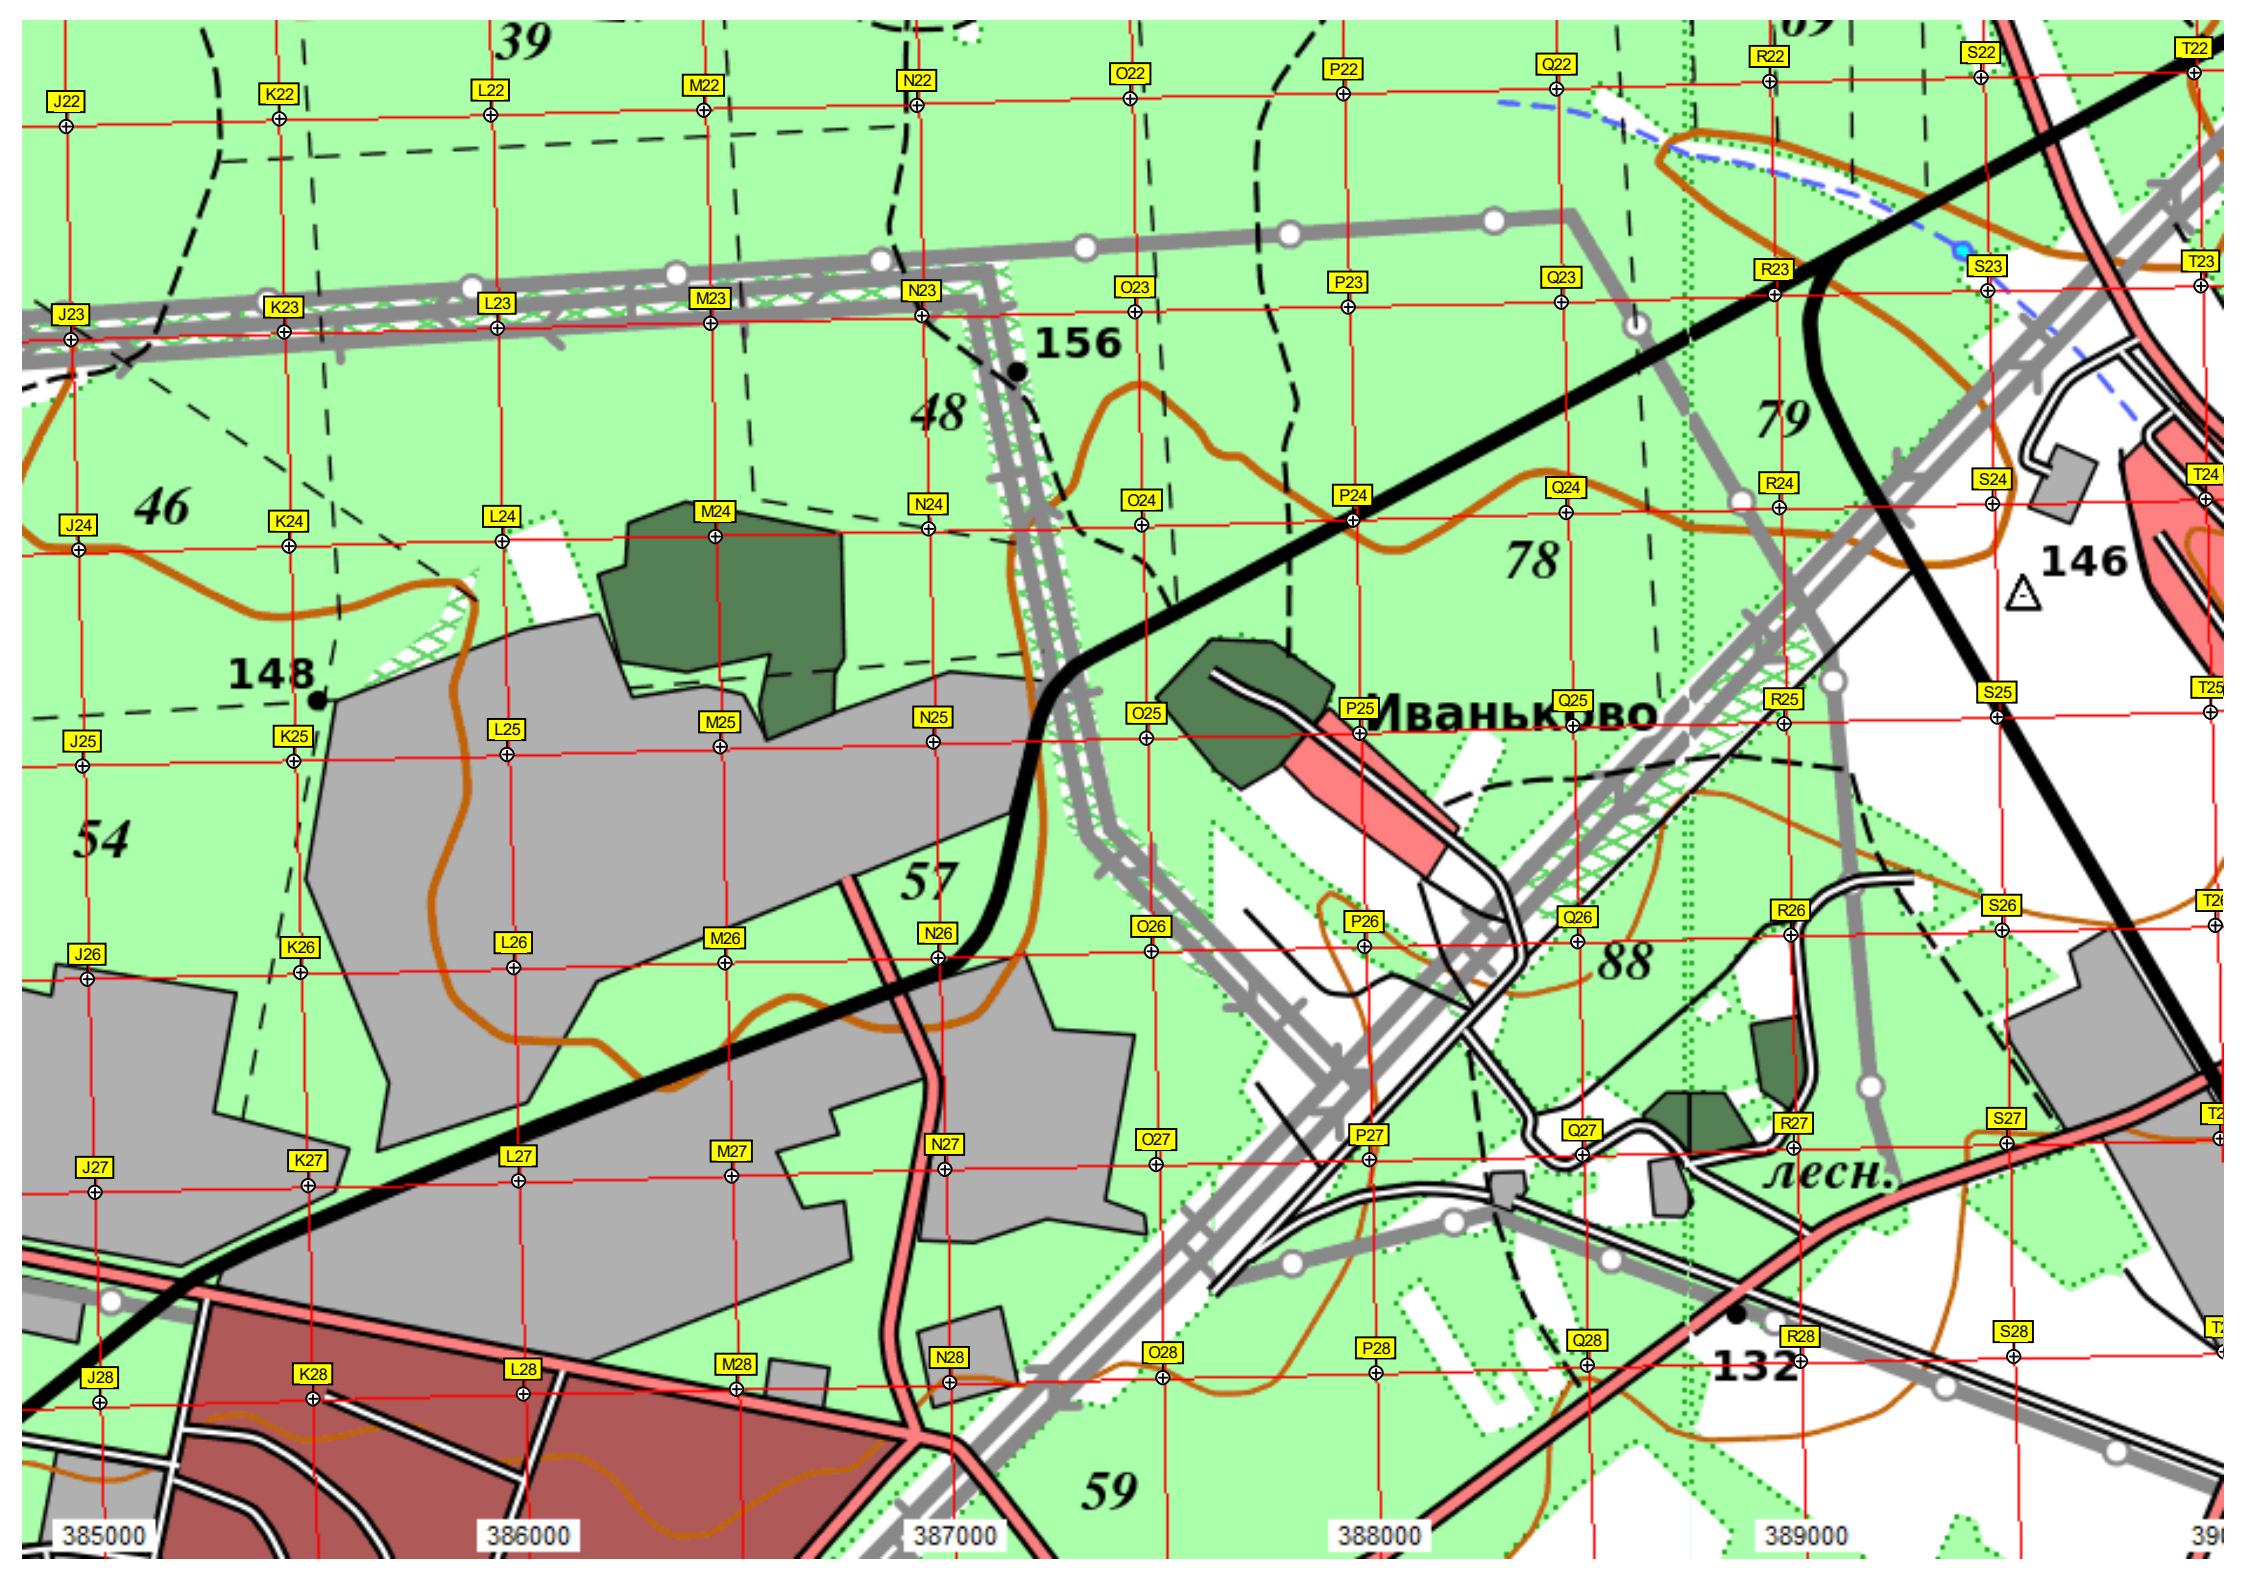 39
69
J22 K22 L22 M22 N22 O22 P22 Q22 R22 S22 T22
J23 K23 L23 M23 N23 O23 P23 Q23 R23 S23 T23
156
48
79
46
J24 K24 L24 M24 N24 O24 P24 Q24 R24 S24 T24
78
146
148
Иваньково
J25 K25 L25 M25 N25 O25 P25 Q25 R25 S25 T25
54
57
J26 K26 L26 M26 N26 O26 P26 Q26 R26 S26
88
J27 K27 L27 M27 N27 O27 P27 Q27 R27 S27
лесн.
J28 K28 L28 M28 N28 O28 P28 Q28 R28 S28
132
59
385000 386000 387000 388000 389000